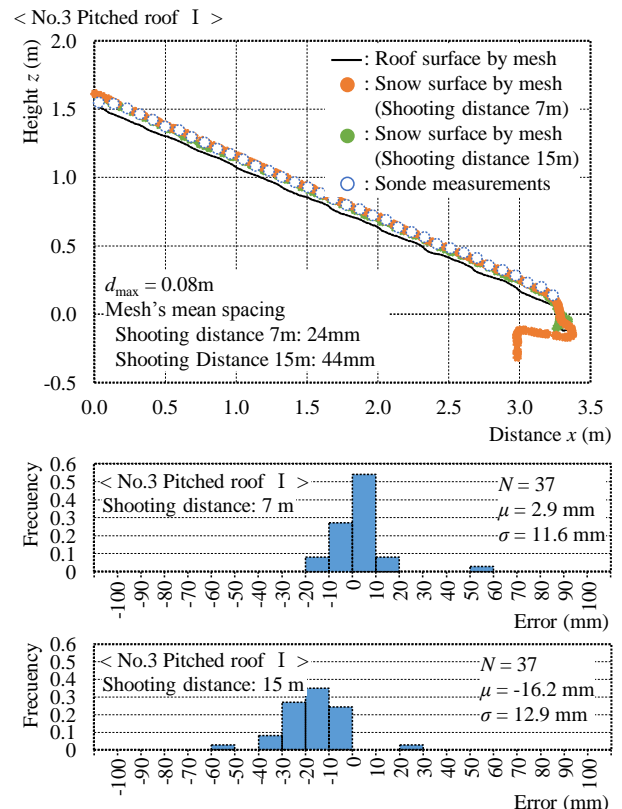 < No.3 Pitched roof Ⅰ >
Height z (m)
2.0
1.5
1.0
0.5
0.0
-0.5
: Roof surface by mesh
: Snow surface by mesh
(Shooting distance 7m)
: Snow surface by mesh
(Shooting distance 15m)
: Sonde measurements
d_max = 0.08m
Mesh's mean spacing
Shooting distance 7m: 24mm
Shooting Distance 15m: 44mm
0.0 0.5 1.0 1.5 2.0 2.5 3.0 3.5
Distance x (m)
Frecuency
0.6
0.5
0.4
0.3
0.2
0.1
0
< No.3 Pitched roof Ⅰ >
Shooting distance: 7 m
N = 37
μ = 2.9 mm
σ = 11.6 mm
-100 -90 -80 -70 -60 -50 -40 -30 -20 -10 0 10 20 30 40 50 60 70 80 90 100
Error (mm)
Frecuency
0.6
0.5
0.4
0.3
0.2
0.1
0
< No.3 Pitched roof Ⅰ >
Shooting distance: 15 m
N = 37
μ = -16.2 mm
σ = 12.9 mm
-100 -90 -80 -70 -60 -50 -40 -30 -20 -10 0 10 20 30 40 50 60 70 80 90 100
Error (mm)